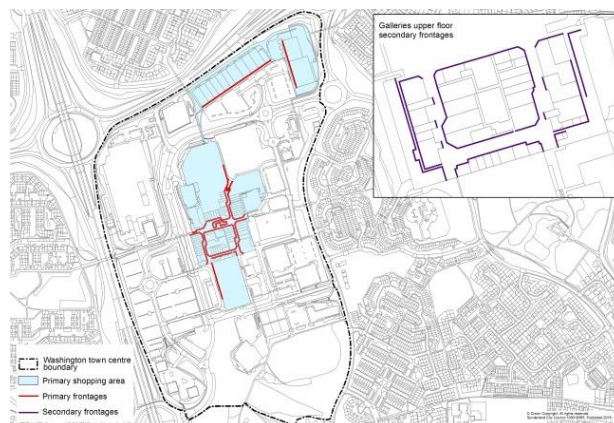 Galleries upper floor
secondary frontages
Washington town centre
boundary
Primary shopping area
Primary frontages
Secondary frontages